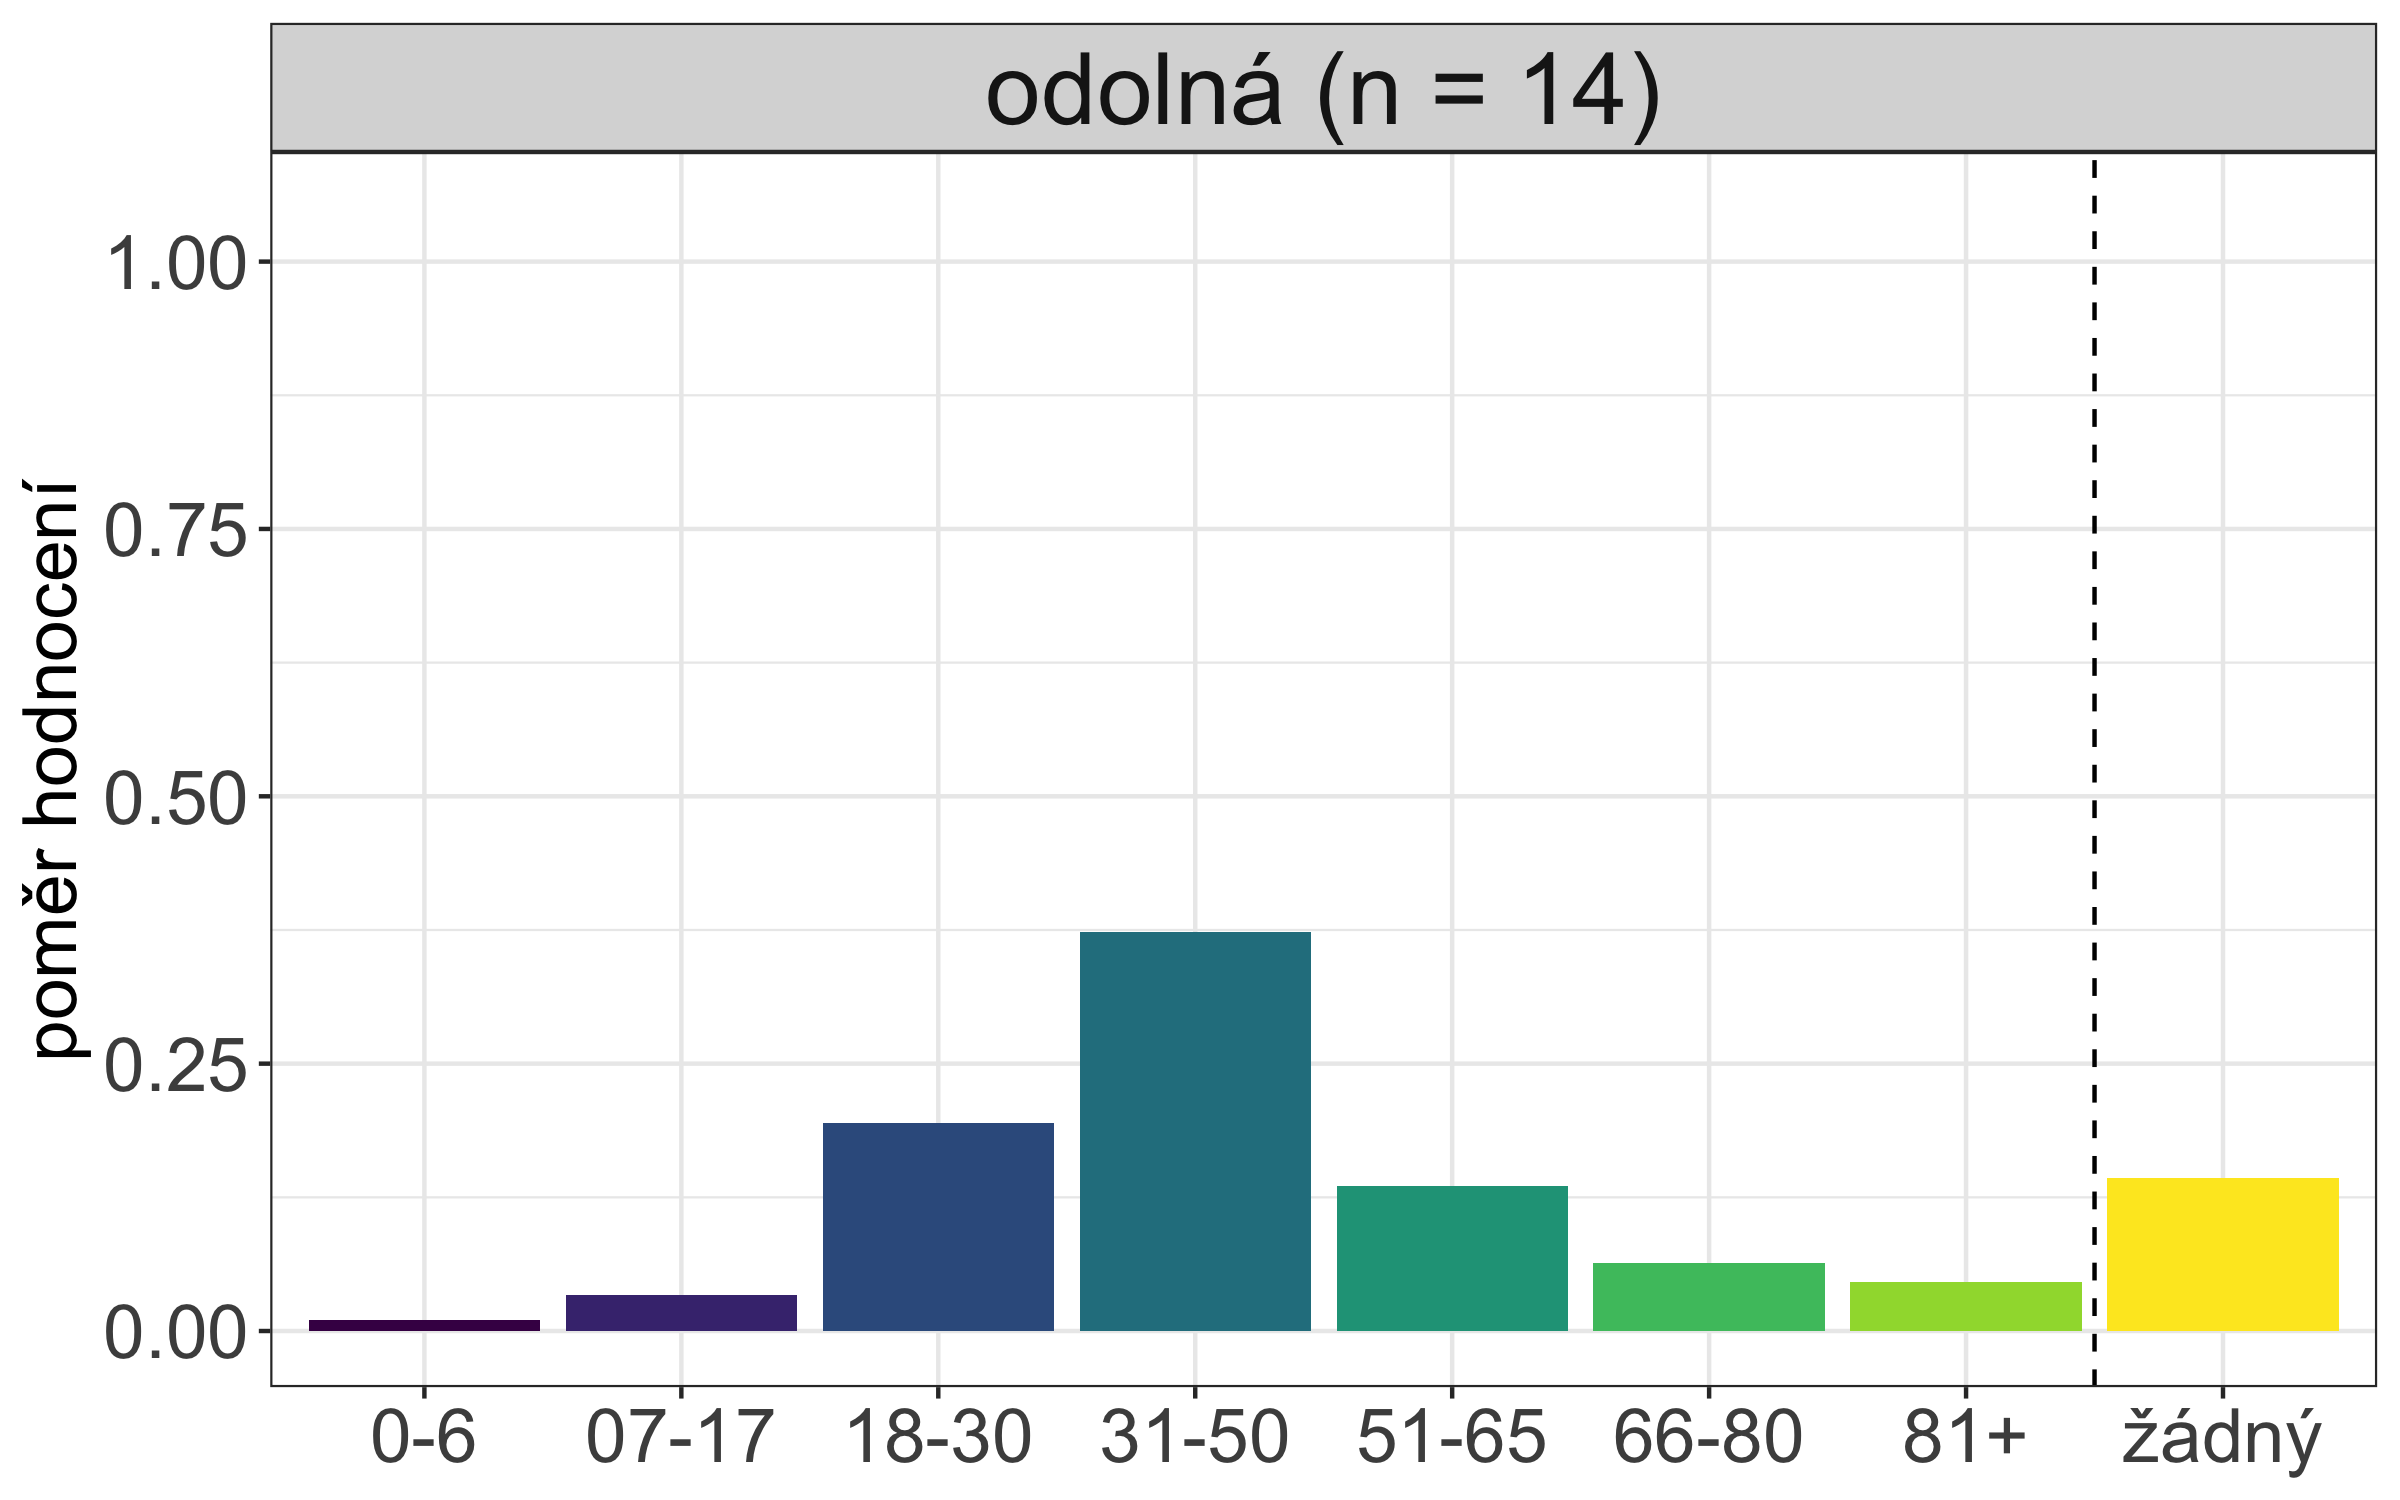 odolná (n = 14)
poměr hodnocení
1.00
0.75
0.50
0.25
0.00
0-6 07-17 18-30 31-50 51-65 66-80 81+ žádný